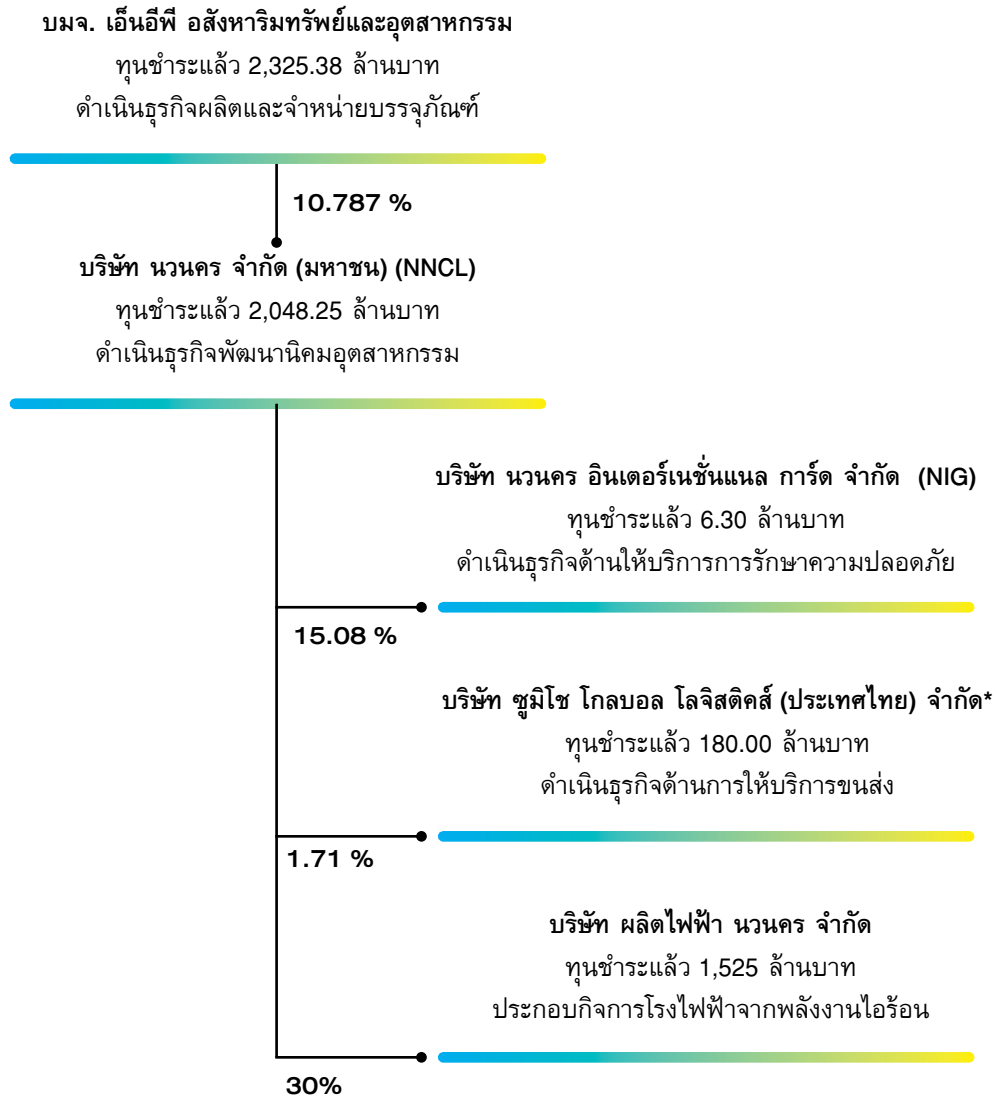 บมจ. เอ็นอีพี อสังหาริมทรัพย์และอุตสาหกรรม
ทุนชำระแล้ว 2,325.38 ล้านบาท
ดำเนินธุรกิจผลิตและจำหน่ายบรรจุภัณฑ์
10.787 %
บริษัท นวนคร จำกัด (มหาชน) (NNCL)
ทุนชำระแล้ว 2,048.25 ล้านบาท
ดำเนินธุรกิจพัฒนานิคมอุตสาหกรรม
บริษัท นวนคร อินเตอร์เนชั่นแนล การ์ด จำกัด (NIG)
ทุนชำระแล้ว 6.30 ล้านบาท
ดำเนินธุรกิจด้านให้บริการการรักษาความปลอดภัย
15.08 %
บริษัท ซูมิโช โกลบอล โลจิสติคส์ (ประเทศไทย) จำกัด*
ทุนชำระแล้ว 180.00 ล้านบาท
ดำเนินธุรกิจด้านการให้บริการขนส่ง
1.71 %
บริษัท ผลิตไฟฟ้า นวนคร จำกัด
ทุนชำระแล้ว 1,525 ล้านบาท
ประกอบกิจการโรงไฟฟ้าจากพลังงานไอร้อน
30%